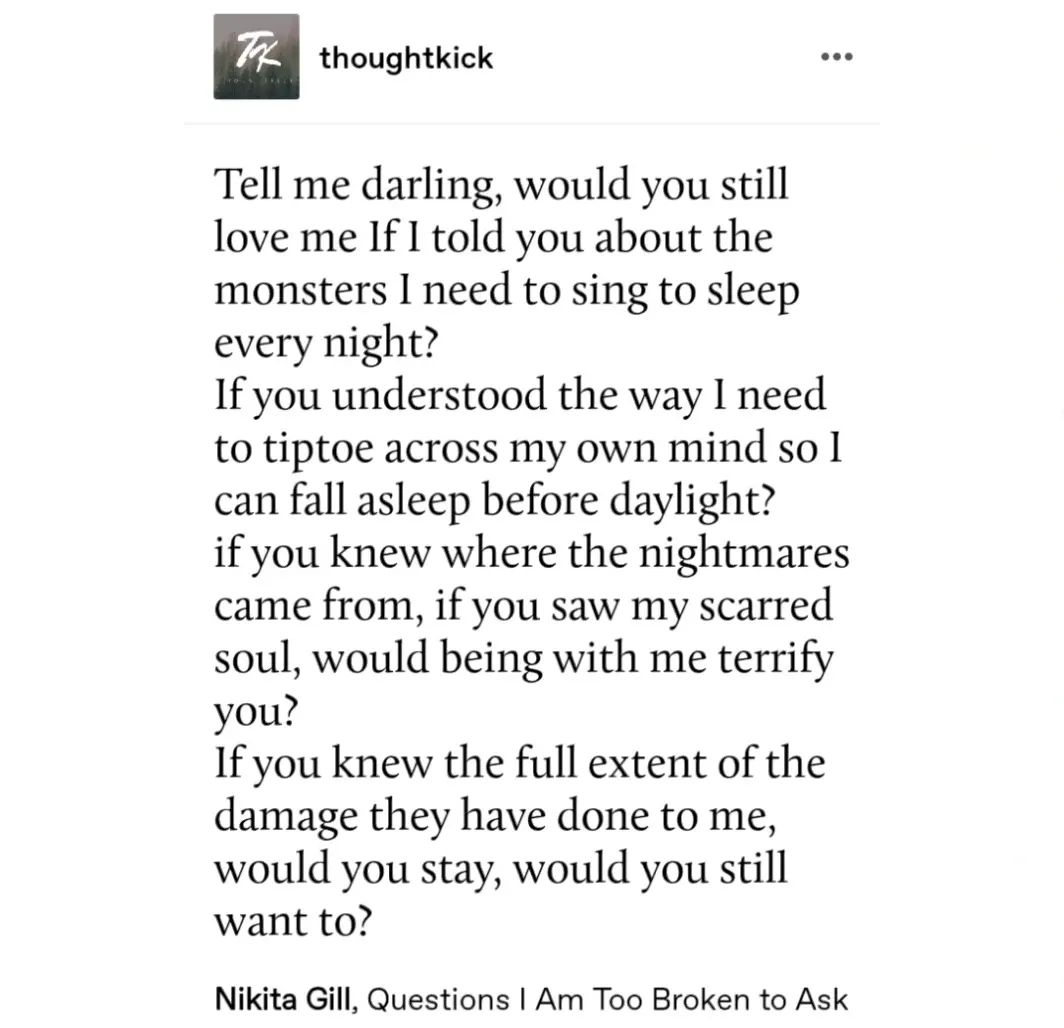 TK
thoughtkick
Tell me darling, would you still
love me If I told you about the
monsters I need to sing to sleep
every night?
If you understood the way I need
to tiptoe across my own mind so I
can fall asleep before daylight?
if you knew where the nightmares
came from, if you saw my scarred
soul, would being with me terrify
you?
If you knew the full extent of the
damage they have done to me,
would you stay, would you still
want to?
Nikita Gill, Questions I Am Too Broken to Ask